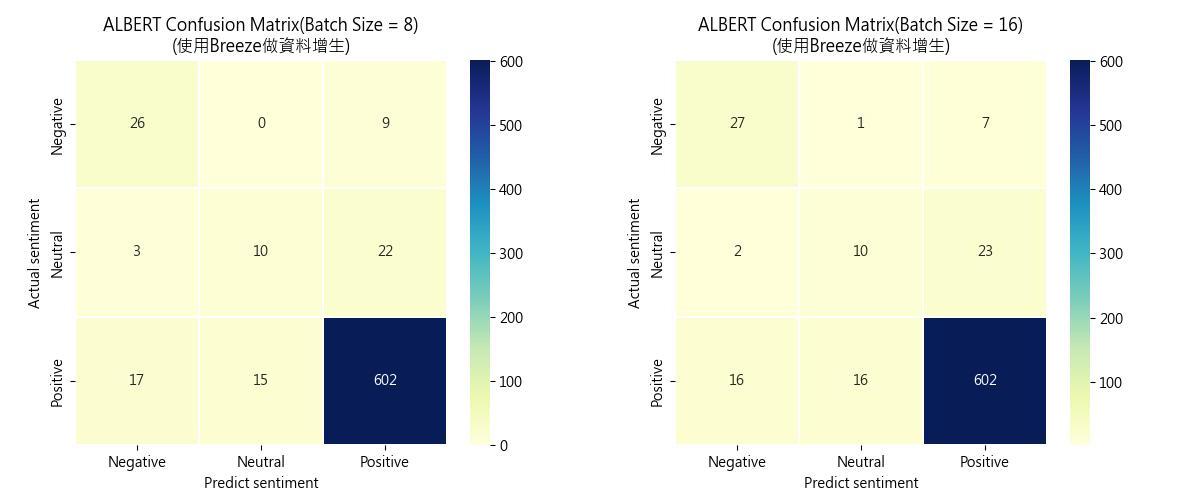 ALBERT Confusion Matrix(Batch Size = 8)
(使用Breeze做資料增生)
Actual sentiment
Negative
26 0 9
Neutral
3 10 22
Positive
17 15 602
Negative Neutral Positive
Predict sentiment
600
500
400
300
200
100
0
ALBERT Confusion Matrix(Batch Size = 16)
(使用Breeze做資料增生)
Actual sentiment
Negative
27 1 7
Neutral
2 10 23
Positive
16 16 602
Negative Neutral Positive
Predict sentiment
600
500
400
300
200
100